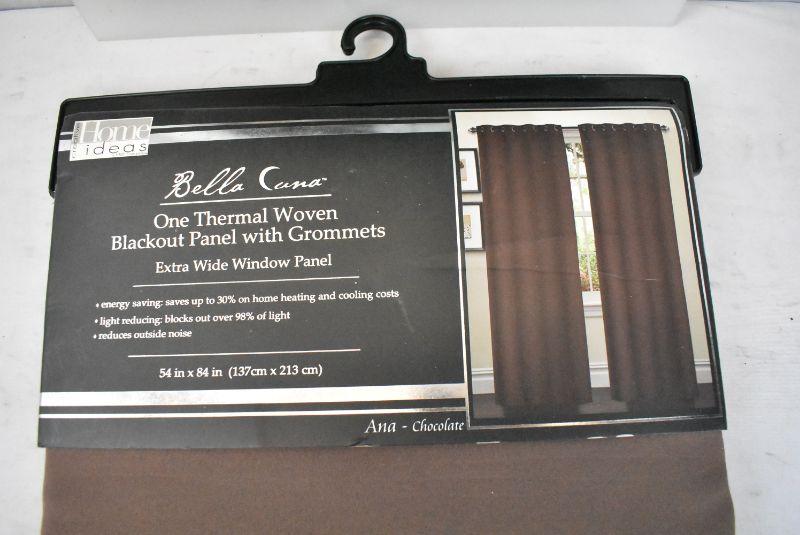 Home
ideas
Bella Cuna™
One Thermal Woven
Blackout Panel with Grommets
Extra Wide Window Panel
• energy saving: saves up to 30% on home heating and cooling costs
• light reducing: blocks out over 98% of light
• reduces outside noise
54 in x 84 in (137cm x 213 cm)
Ana - Chocolate